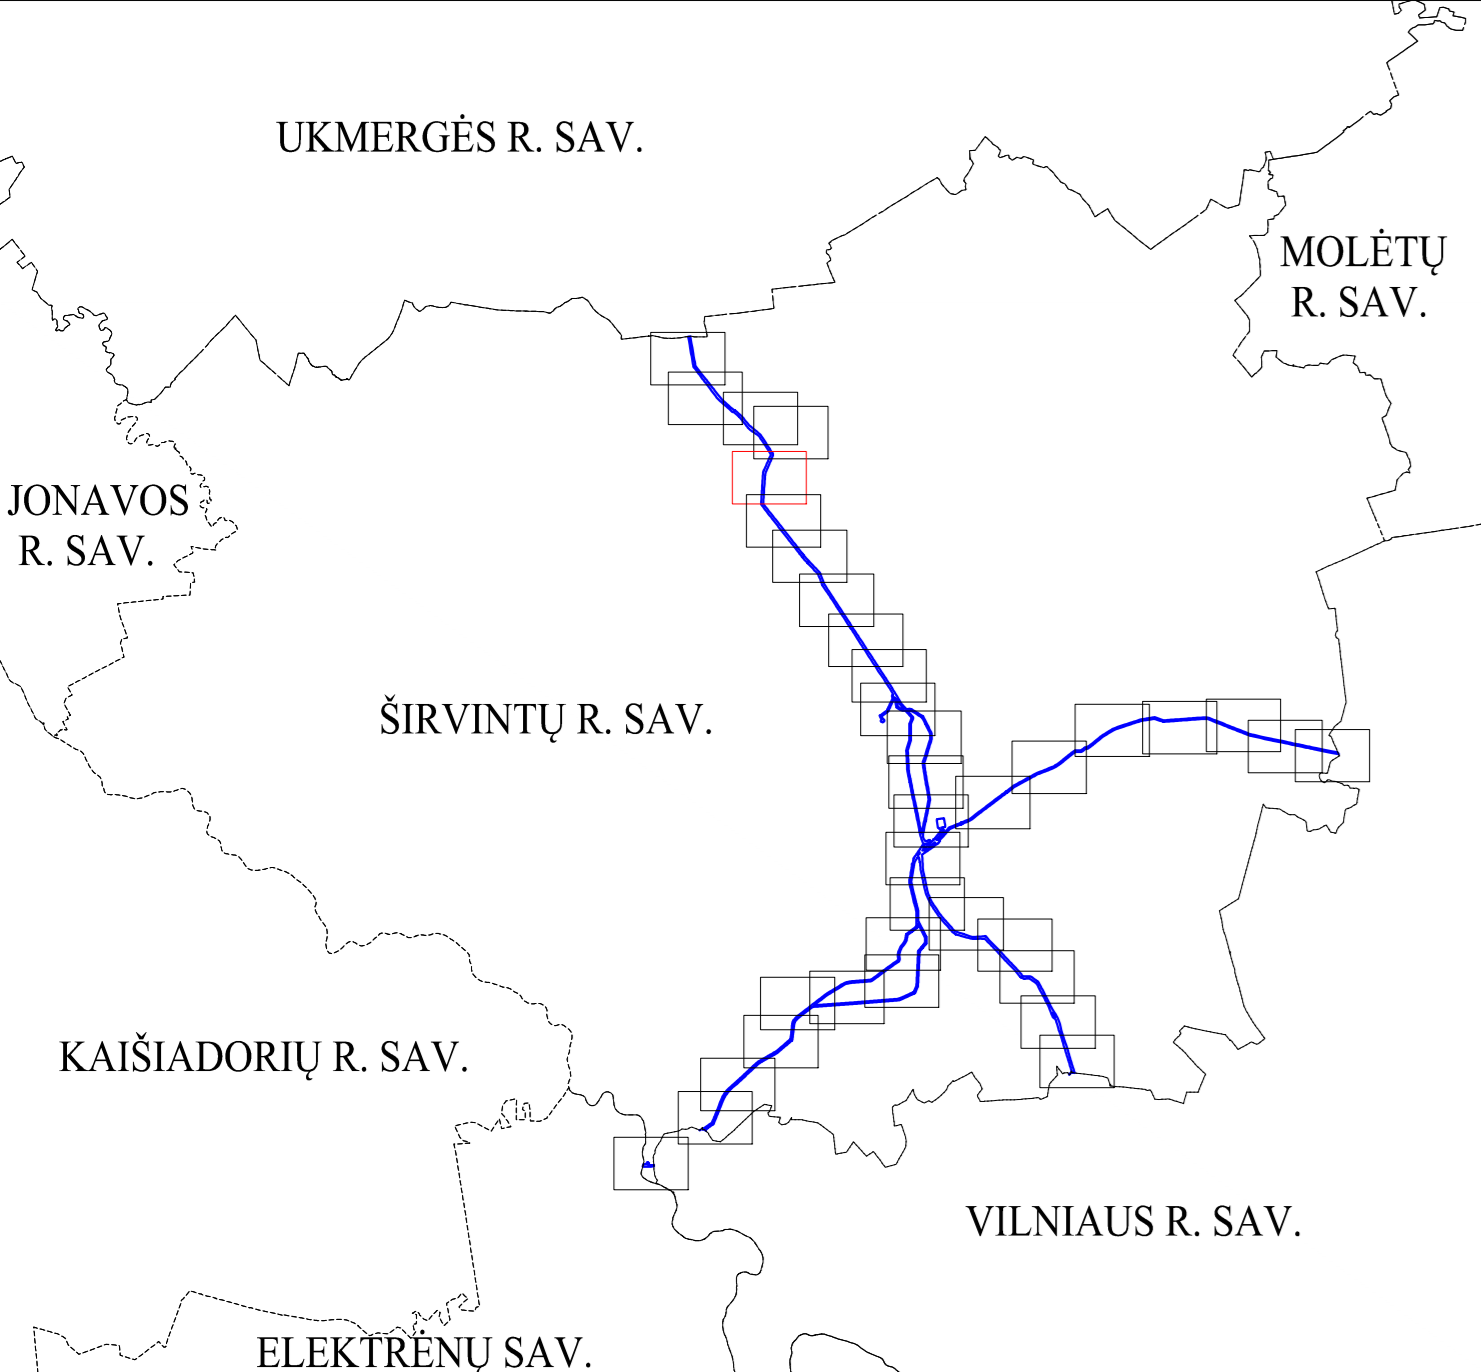 UKMERGĖS R. SAV.
MOLĖTŲ
R. SAV.
JONAVOS
R. SAV.
ŠIRVINTŲ R. SAV.
KAIŠIADORIŲ R. SAV.
VILNIAUS R. SAV.
ELEKTRĖNŲ SAV.